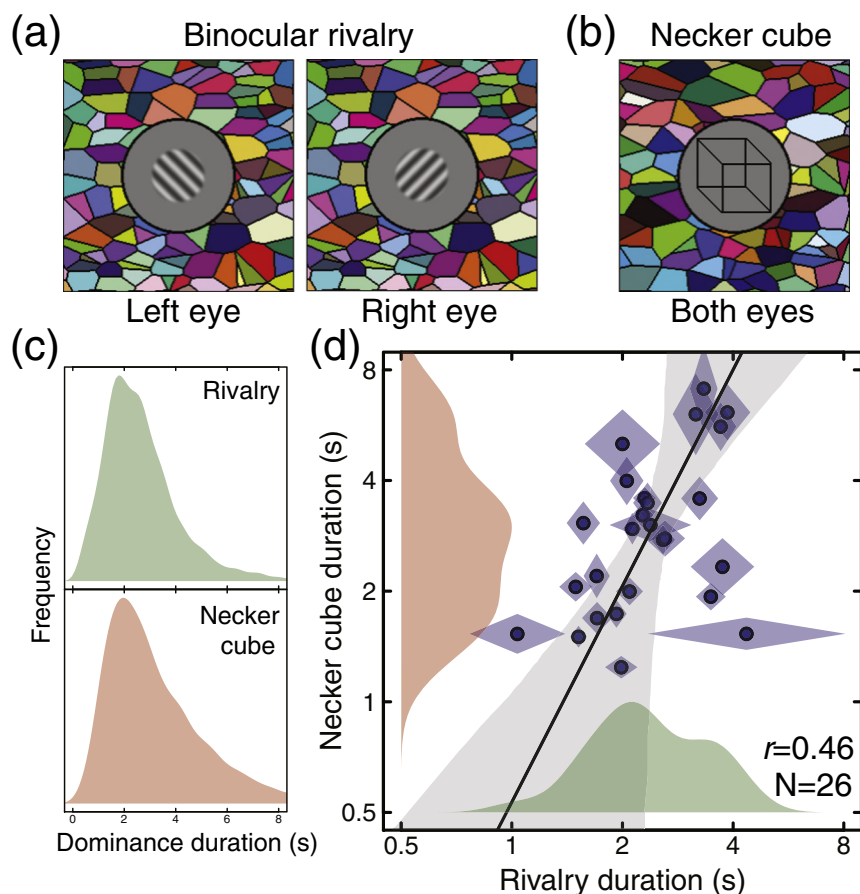 (a) Binocular rivalry
(b) Necker cube
Left eye
Right eye
Both eyes
(c)
Rivalry
Necker
cube
Frequency
0 2 4 6 8
Dominance duration (s)
(d)
8
4
2
1
0.5
Necker cube duration (s)
r=0.46
N=26
0.5 1 2 4 8
Rivalry duration (s)